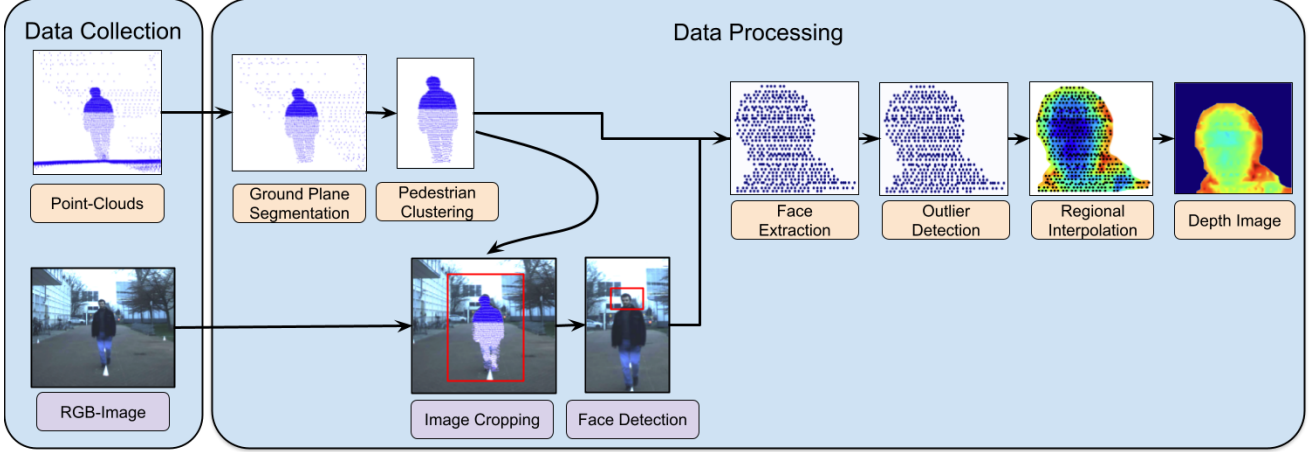 Data Collection
Data Processing
Point-Clouds
Ground Plane
Segmentation
Pedestrian
Clustering
Face
Extraction
Outlier
Detection
Regional
Interpolation
Depth Image
RGB-Image
Image Cropping
Face Detection